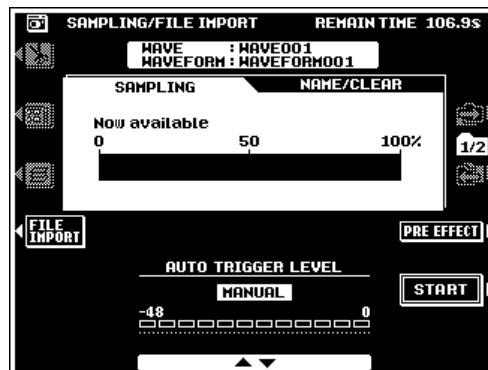 SAMPLING/FILE IMPORT REMAIN TIME 106.9s
WAVE : WAVE001
WAVEFORM : WAVEFORM001
SAMPLING NAME/CLEAR
Now available
0 50 100%
1/2
FILE IMPORT
PRE EFFECT
AUTO TRIGGER LEVEL
MANUAL
START
-48 0